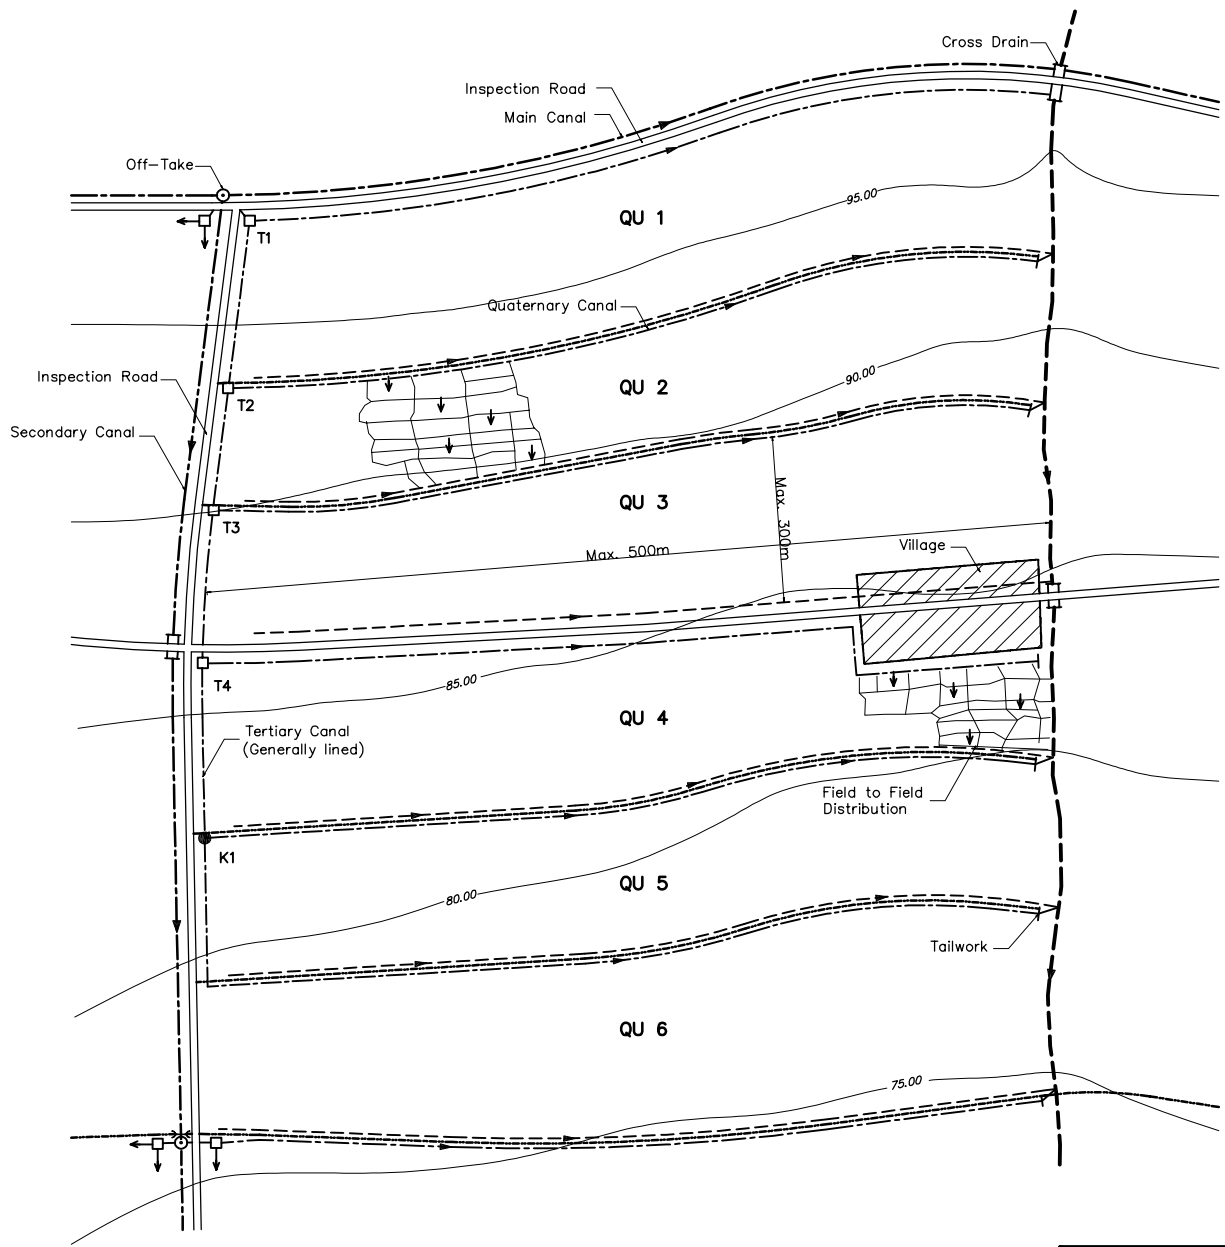 Cross Drain
Inspection Road
Main Canal
Off-Take
95.00
QU 1
T1
Quaternary Canal
Inspection Road
90.00
QU 2
T2
Secondary Canal
Max. 300m
QU 3
T3
Max. 500m
Village
85.00
T4
QU 4
Tertiary Canal
(Generally lined)
Field to Field
Distribution
K1
QU 5
80.00
Tailwork
QU 6
75.00